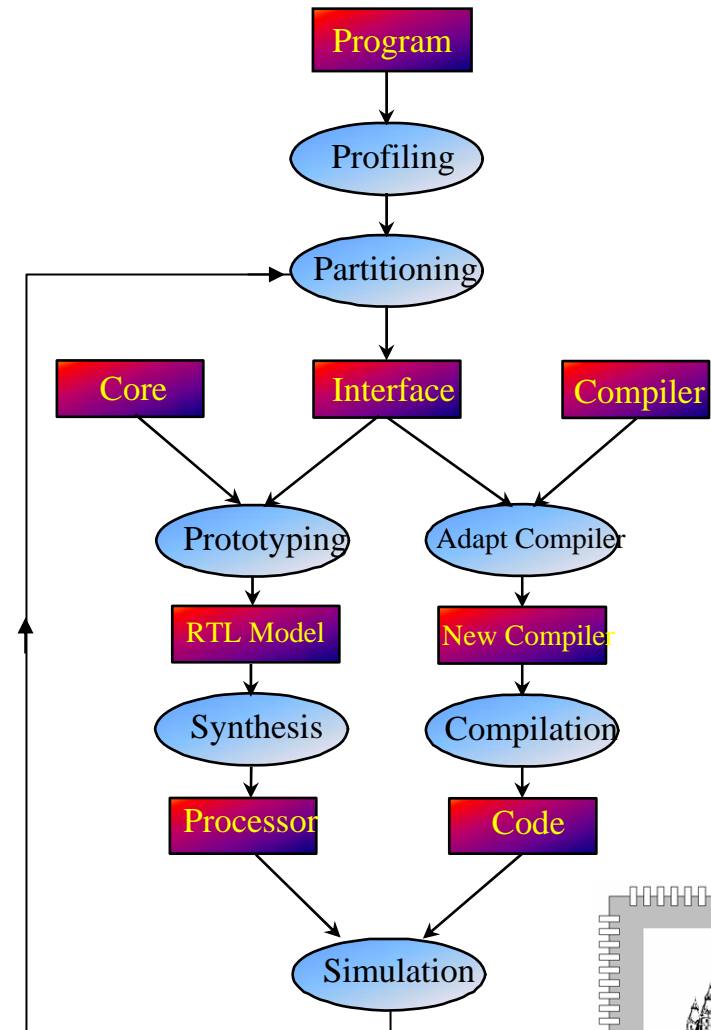 Program
Profiling
Partitioning
Core
Interface
Compiler
Prototyping
Adapt Compiler
RTL Model
New Compiler
Synthesis
Compilation
Processor
Code
Simulation